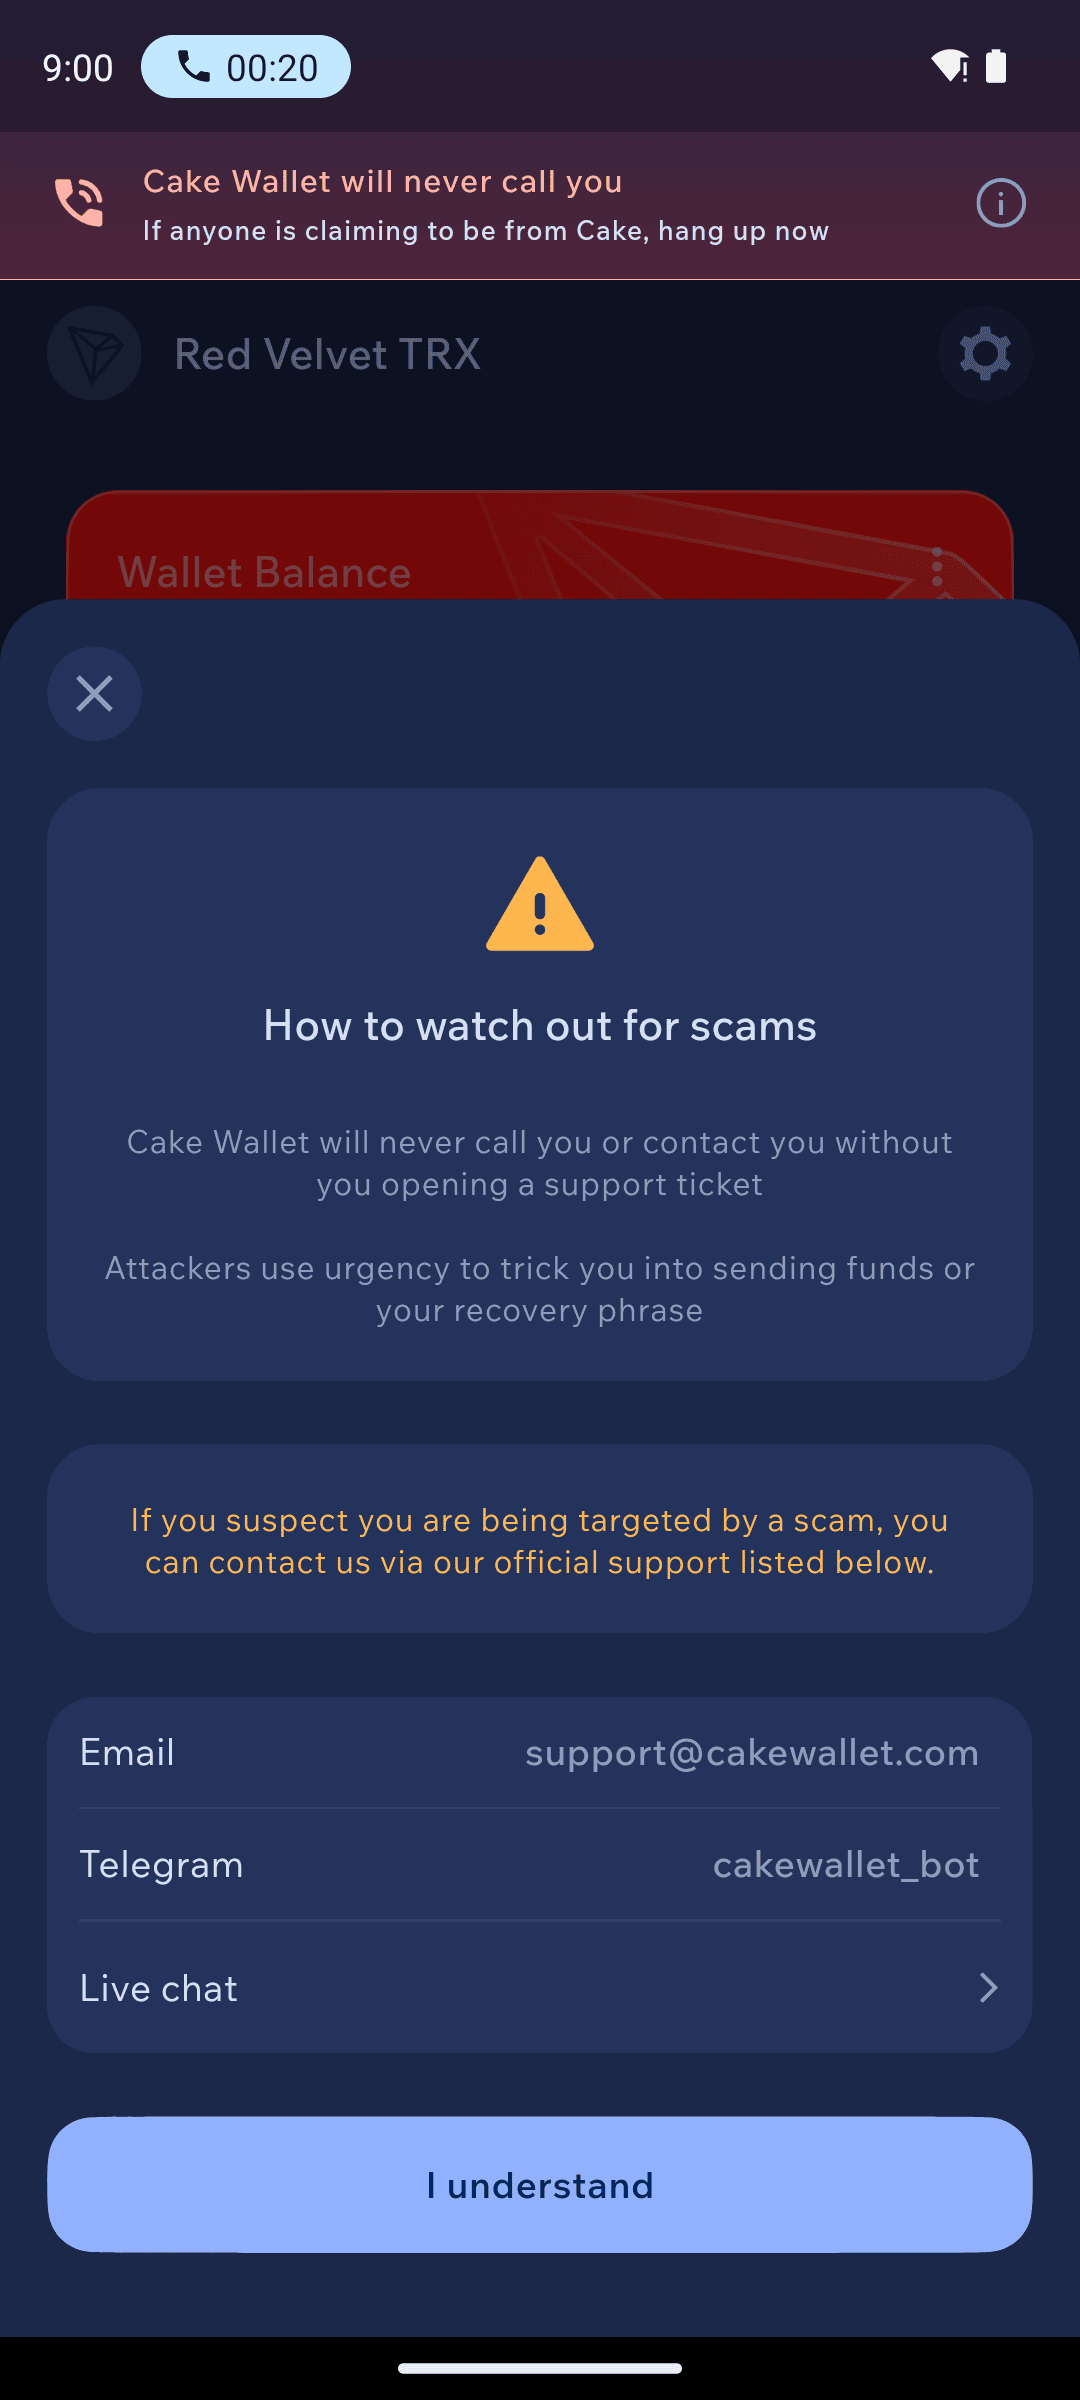 9:00
00:20
Cake Wallet will never call you
If anyone is claiming to be from Cake, hang up now
Red Velvet TRX
Wallet Balance
How to watch out for scams
Cake Wallet will never call you or contact you without
you opening a support ticket
Attackers use urgency to trick you into sending funds or
your recovery phrase
If you suspect you are being targeted by a scam, you
can contact us via our official support listed below.
Email
support@cakewallet.com
Telegram
cakewallet_bot
Live chat
I understand